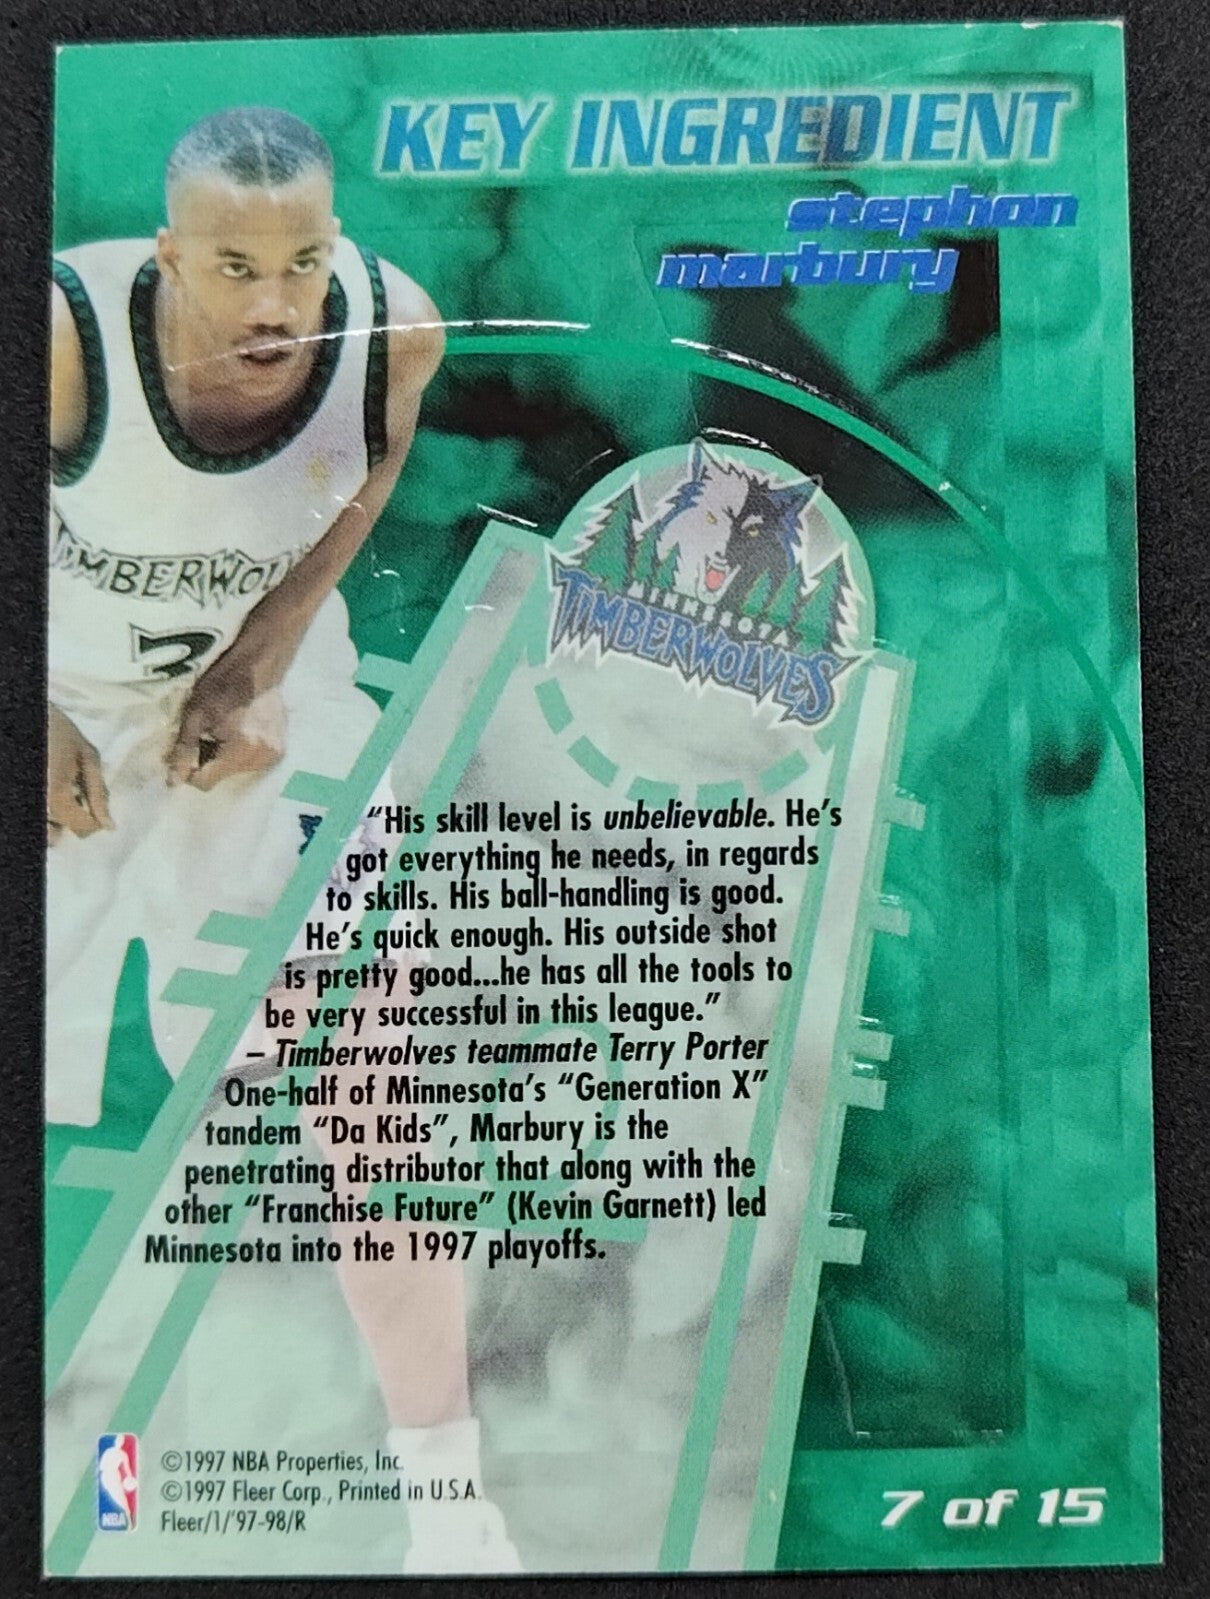 KEY INGREDIENT
stephon
marbury
MINNESOTA
TIMBERWOLVES
TIMBERWOL
3
“His skill level is unbelievable. He’s
got everything he needs, in regards
to skills. His ball-handling is good.
He’s quick enough. His outside shot
is pretty good...he has all the tools to
be very successful in this league.”
– Timberwolves teammate Terry Porter
One-half of Minnesota’s “Generation X”
tandem “Da Kids”, Marbury is the
penetrating distributor that along with the
other “Franchise Future” (Kevin Garnett) led
Minnesota into the 1997 playoffs.
NBA
©1997 NBA Properties, Inc.
©1997 Fleer Corp., Printed in U.S.A.
Fleer/1/’97-98/R
7 of 15